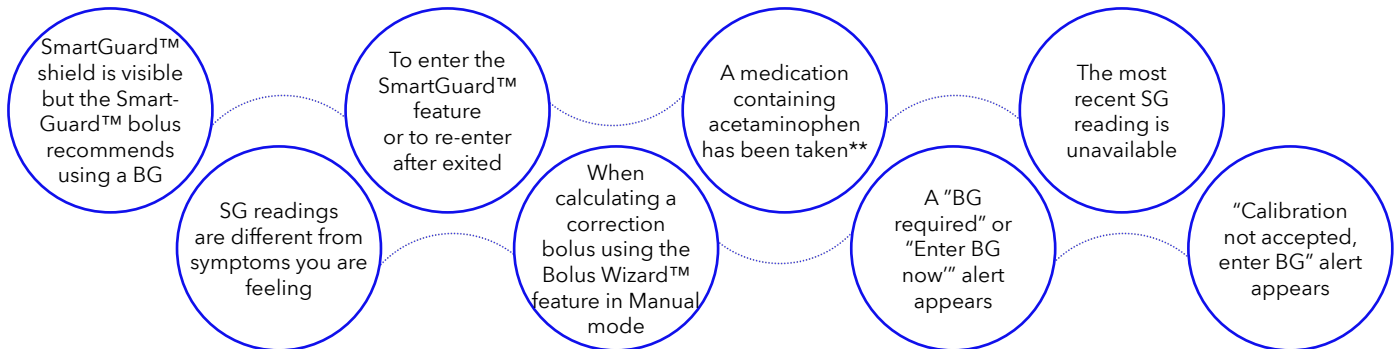 SmartGuard™
shield is visible
but the Smart-
Guard™ bolus
recommends
using a BG
SG readings
are different from
symptoms you are
feeling
To enter the
SmartGuard™
feature
or to re-enter
after exited
When
calculating a
correction
bolus using the
Bolus Wizard™
feature in Manual
mode
A medication
containing
acetaminophen
has been taken**
A “BG
required” or
“Enter BG
now’” alert
appears
The most
recent SG
reading is
unavailable
“Calibration
not accepted,
enter BG” alert
appears